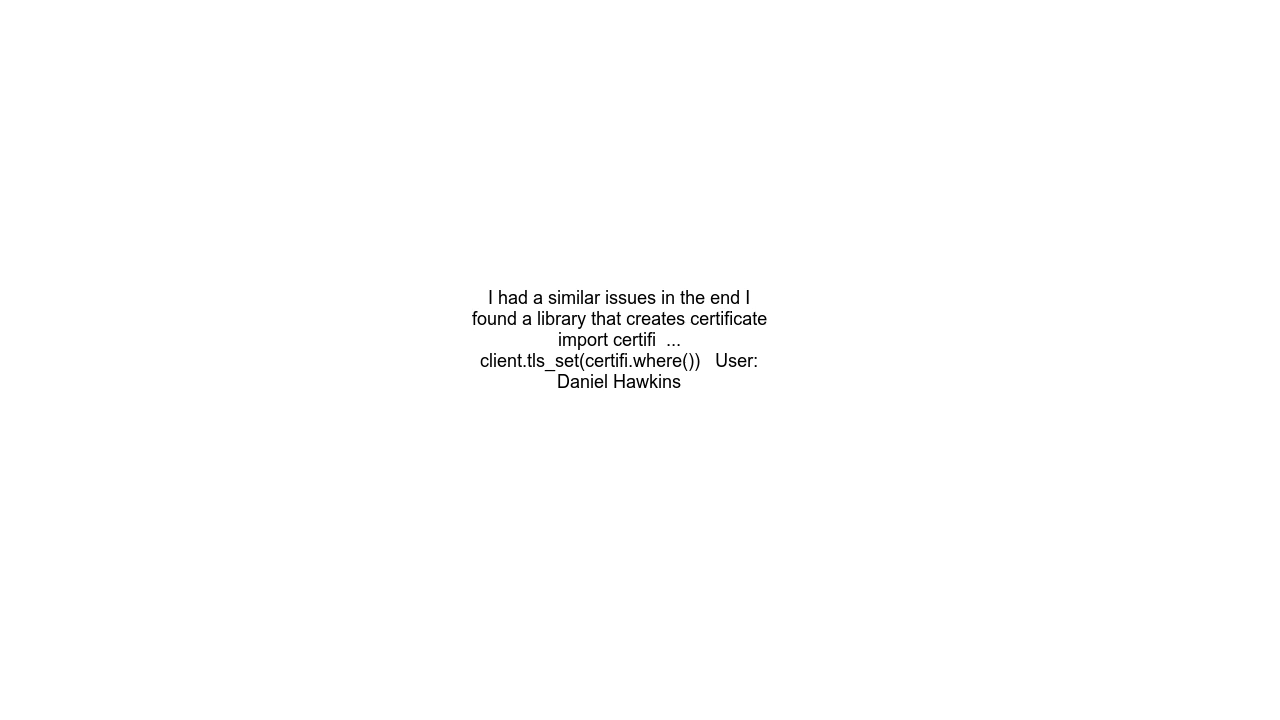 I had a similar issues in the end I
found a library that creates certificate
import certifi  ...
client.tls_set(certifi.where())   User:
Daniel Hawkins